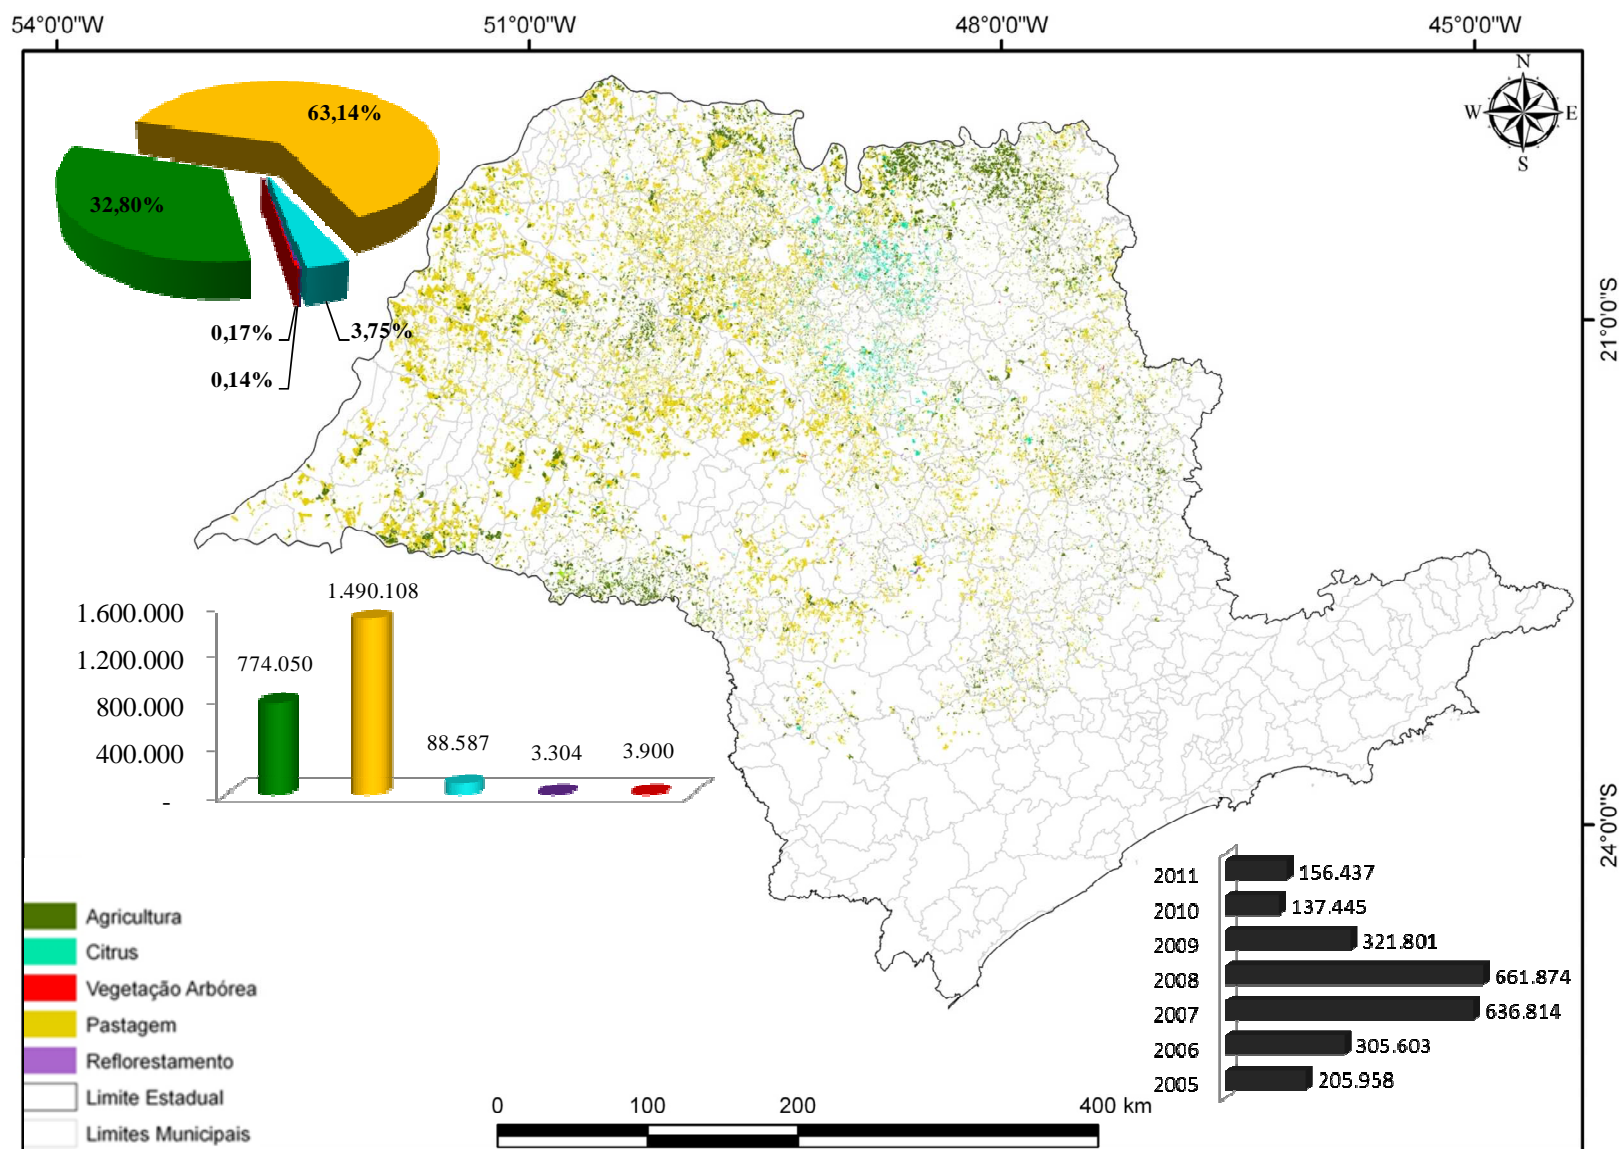 54°0'0"W 51°0'0"W 48°0'0"W 45°0'0"W
N
W E
S
63,14%
32,80%
0,17% 3,75%
0,14%
21°0'0"S
24°0'0"S
1.490.108
1.600.000
1.200.000
800.000
400.000
-
774.050
88.587
3.304
3.900
2011 156.437
2010 137.445
2009 321.801
2008 661.874
2007 636.814
2006 305.603
2005 205.958
Agricultura
Citrus
Vegetação Arbórea
Pastagem
Reflorestamento
Limite Estadual
Limites Municipais
0 100 200 400 km